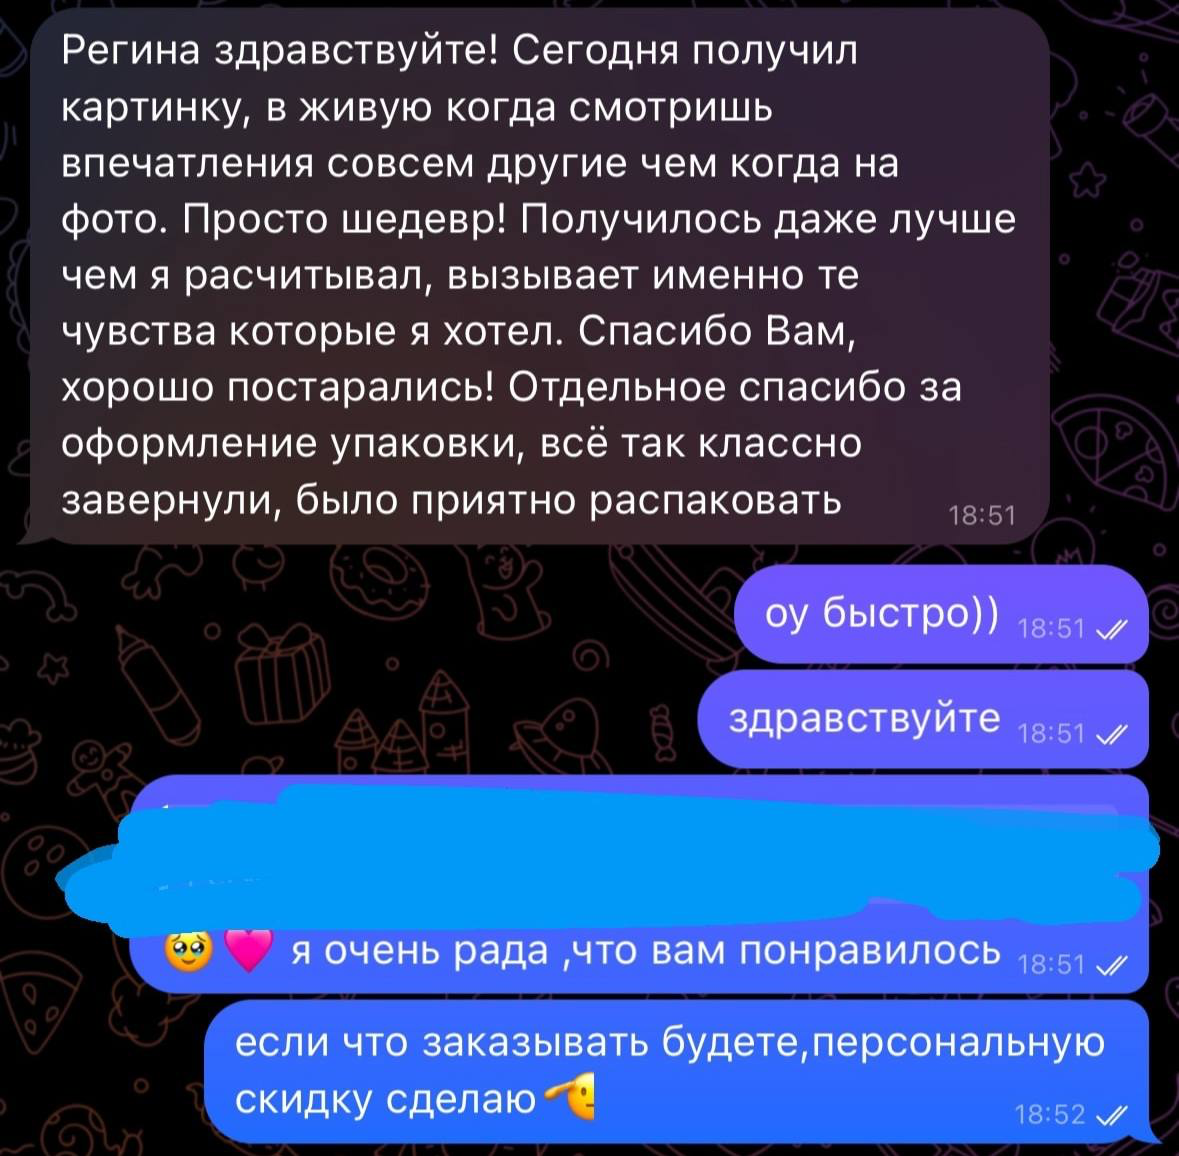 Регина здравствуйте! Сегодня получил
картинку, в живую когда смотришь
впечатления совсем другие чем когда на
фото. Просто шедевр! Получилось даже лучше
чем я расчитывал, вызывает именно те
чувства которые я хотел. Спасибо Вам,
хорошо постарались! Отдельное спасибо за
оформление упаковки, всё так классно
завернули, было приятно распаковать
18:51
оу быстро)) 18:51
здравствуйте 18:51
🥹💗 я очень рада ,что вам понравилось 18:51
если что заказывать будете,персональную
скидку сделаю 18:52